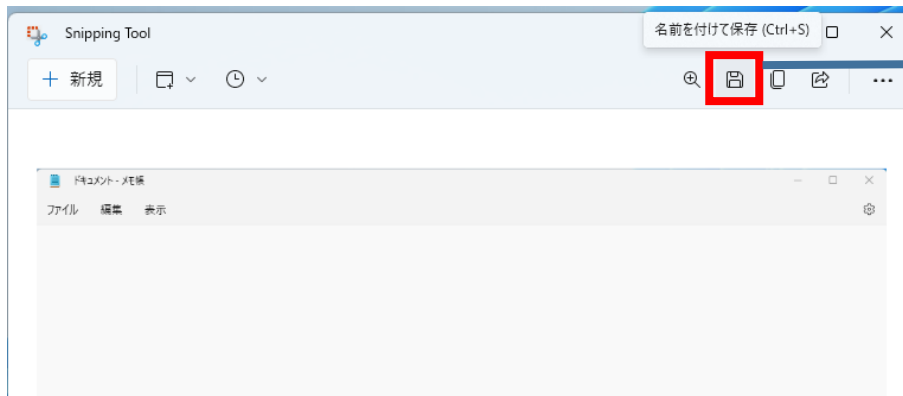 Snipping Tool
名前を付けて保存 (Ctrl+S)
新規
ドキュメント - メモ帳
ファイル 編集 表示